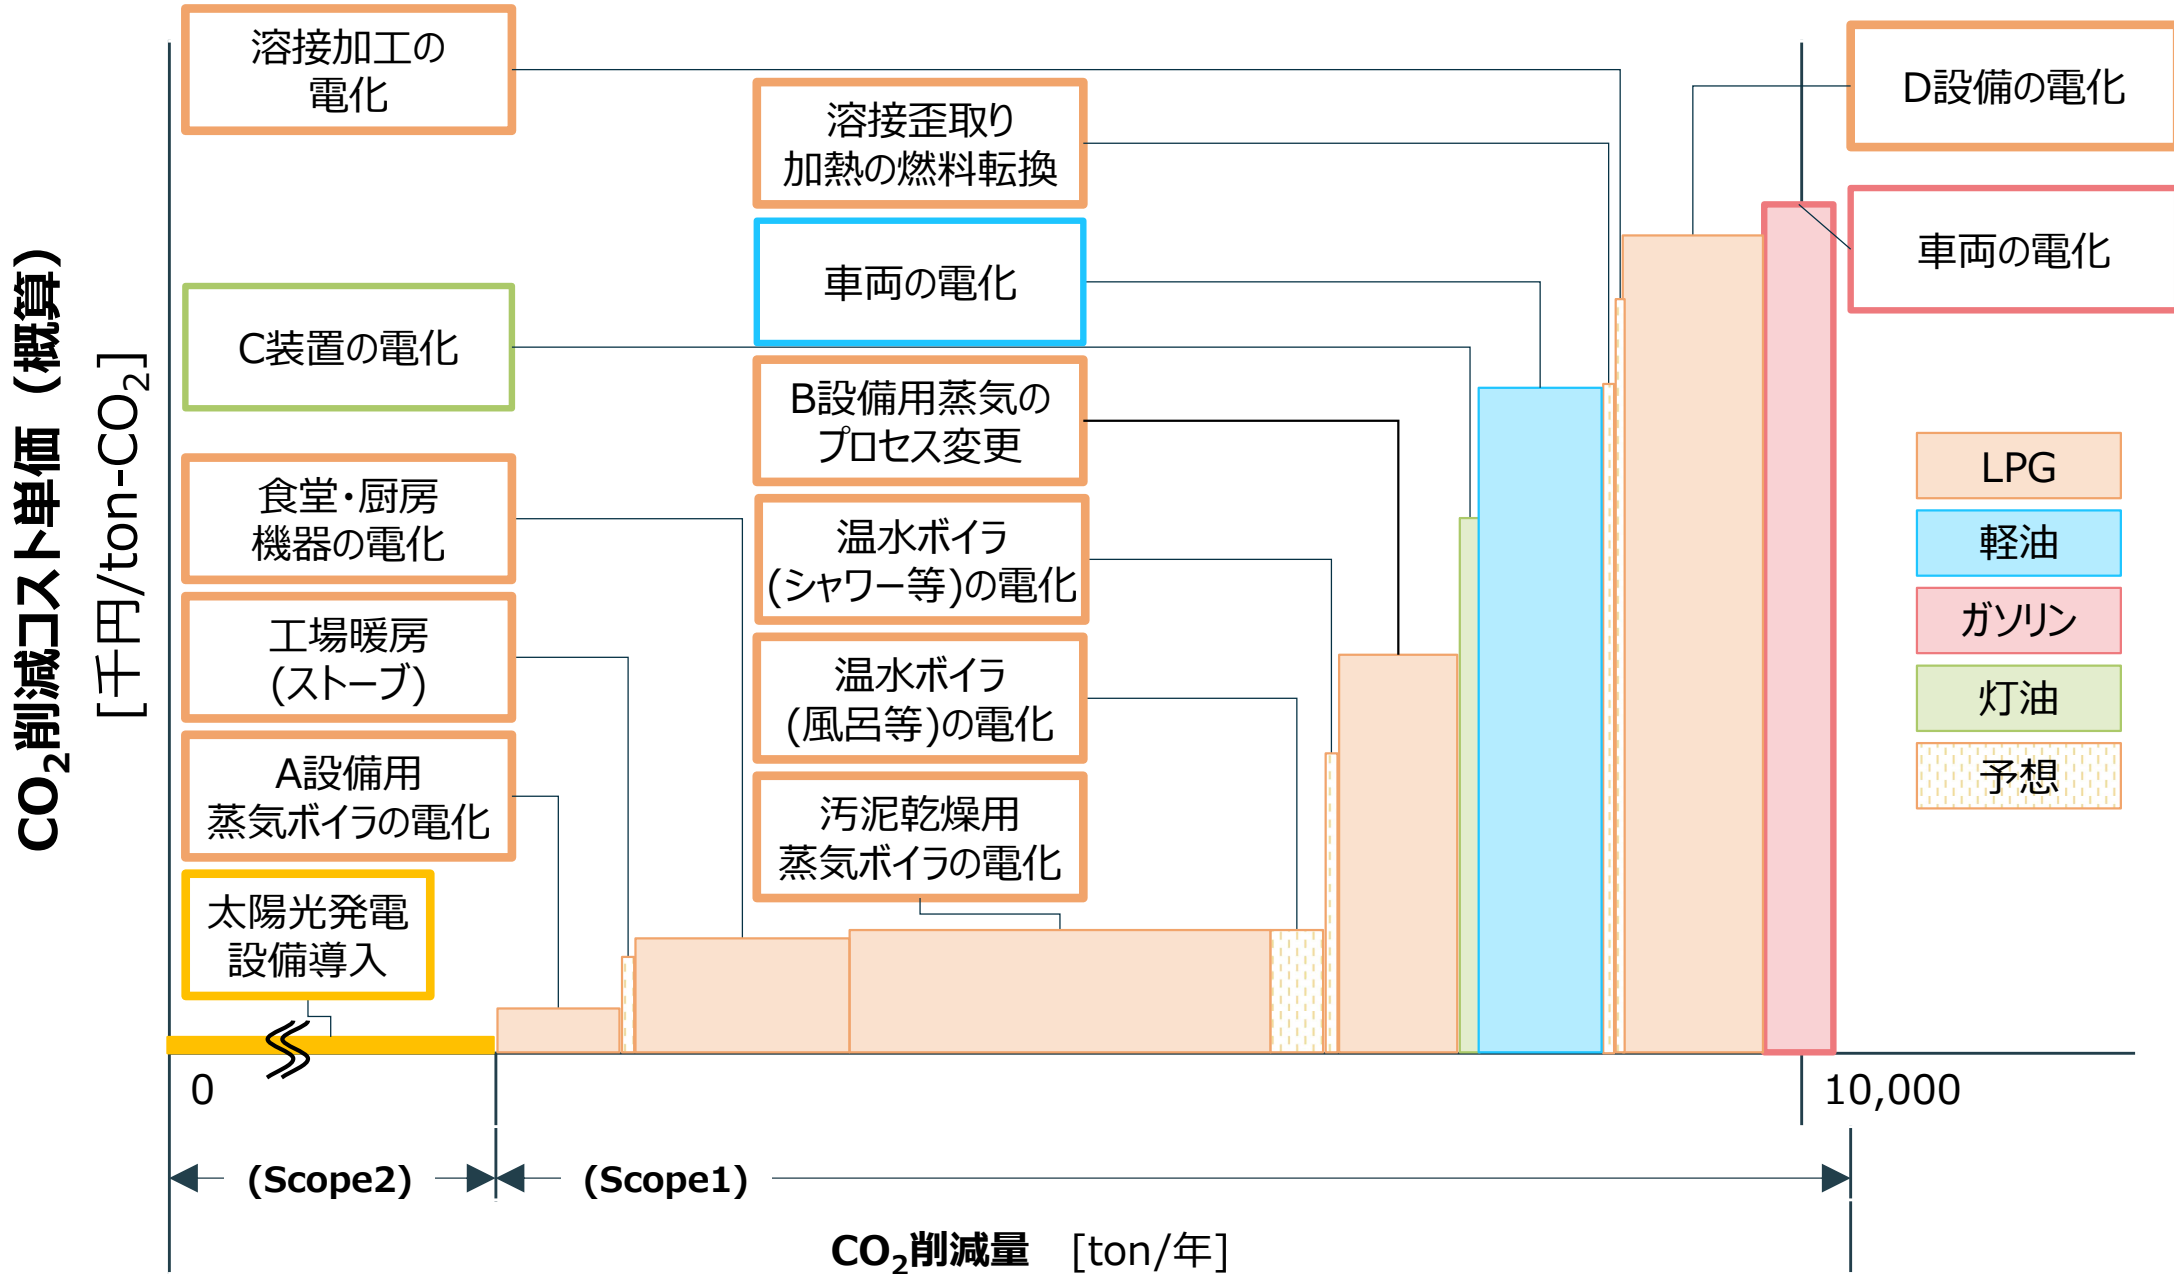 溶接加工の
電化
C装置の電化
食堂・厨房
機器の電化
工場暖房
(ストーブ)
A設備用
蒸気ボイラの電化
太陽光発電
設備導入
溶接歪取り
加熱の燃料転換
車両の電化
B設備用蒸気の
プロセス変更
温水ボイラ
(シャワー等)の電化
温水ボイラ
(風呂等)の電化
汚泥乾燥用
蒸気ボイラの電化
D設備の電化
車両の電化
LPG
軽油
ガソリン
灯油
予想
CO₂削減コスト単価（概算）
[千円/ton-CO₂]
0
10,000
(Scope2)
(Scope1)
CO₂削減量 [ton/年]